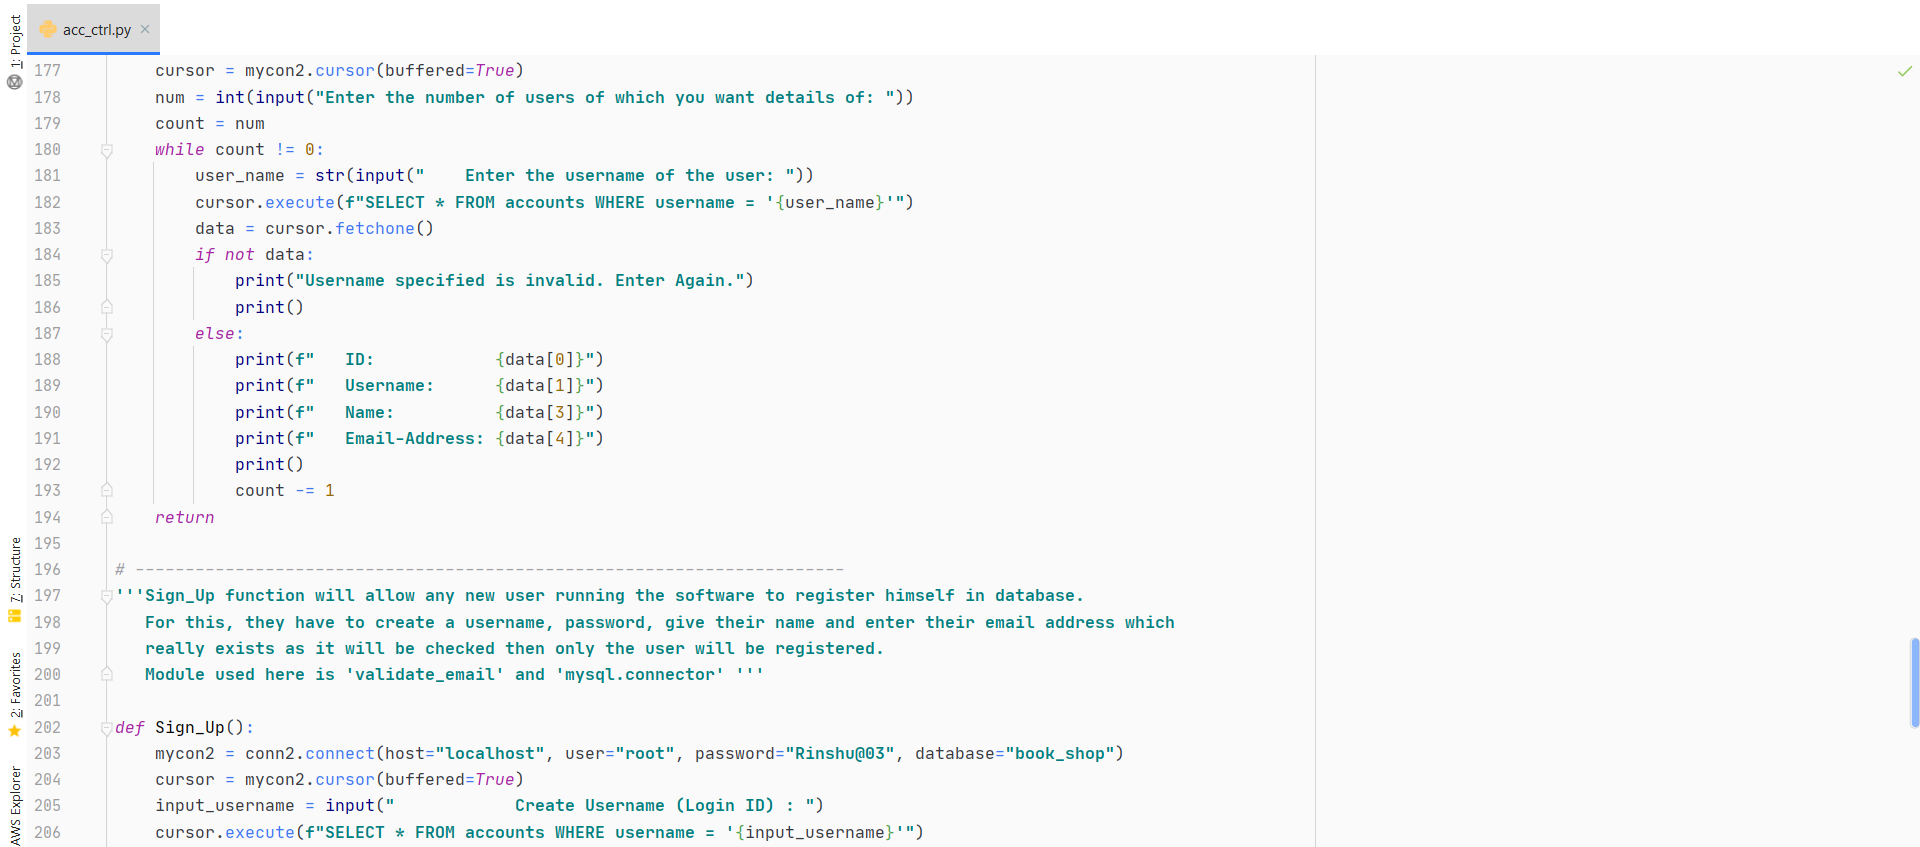 acc_ctrl.py
1: Project
7: Structure
2: Favorites
AWS Explorer
177 cursor = mycon2.cursor(buffered=True)
178 num = int(input("Enter the number of users of which you want details of: "))
179 count = num
180 while count != 0:
181 user_name = str(input("    Enter the username of the user: "))
182 cursor.execute(f"SELECT * FROM accounts WHERE username = '{user_name}'")
183 data = cursor.fetchone()
184 if not data:
185 print("Username specified is invalid. Enter Again.")
186 print()
187 else:
188 print(f"   ID:            {data[0]}")
189 print(f"   Username:      {data[1]}")
190 print(f"   Name:          {data[3]}")
191 print(f"   Email-Address: {data[4]}")
192 print()
193 count -= 1
194 return
195
196 # -----------------------------------------------------------------------
197 '''Sign_Up function will allow any new user running the software to register himself in database.
198 For this, they have to create a username, password, give their name and enter their email address which
199 really exists as it will be checked then only the user will be registered.
200 Module used here is 'validate_email' and 'mysql.connector' '''
201
202 def Sign_Up():
203 mycon2 = conn2.connect(host="localhost", user="root", password="Rinshu@03", database="book_shop")
204 cursor = mycon2.cursor(buffered=True)
205 input_username = input("            Create Username (Login ID) : ")
206 cursor.execute(f"SELECT * FROM accounts WHERE username = '{input_username}'")